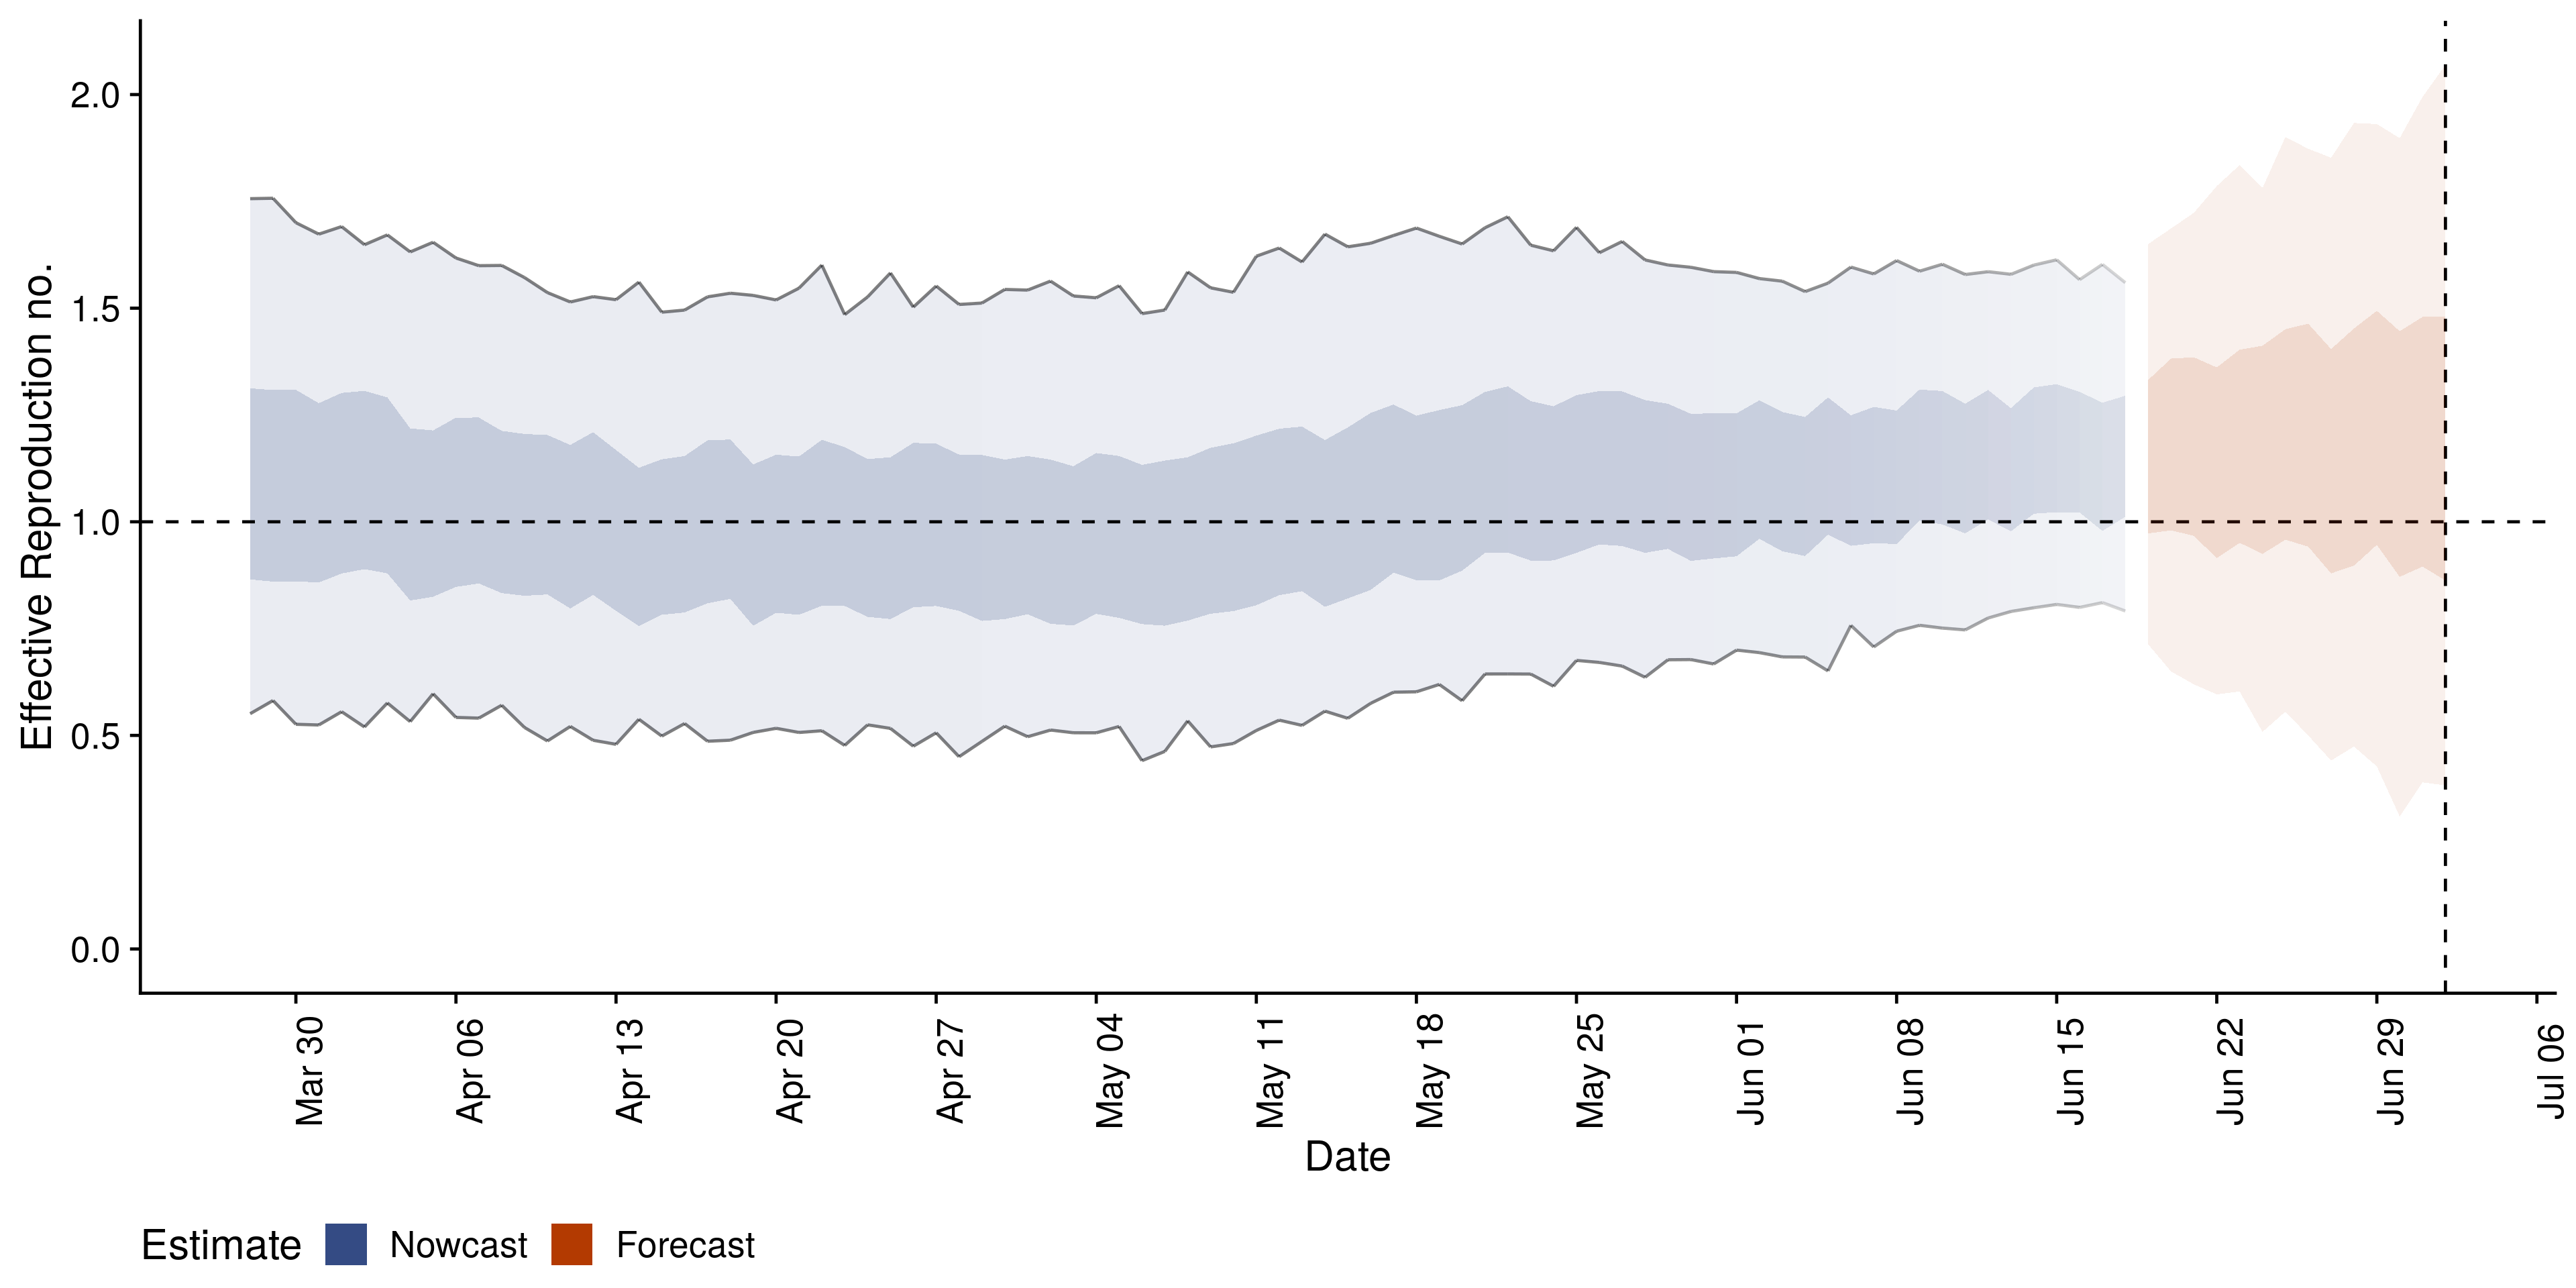 Effective Reproduction no.
2.0
1.5
1.0
0.5
0.0
Mar 30
Apr 06
Apr 13
Apr 20
Apr 27
May 04
May 11
May 18
May 25
Jun 01
Jun 08
Jun 15
Jun 22
Jun 29
Jul 06
Date
Estimate Nowcast Forecast